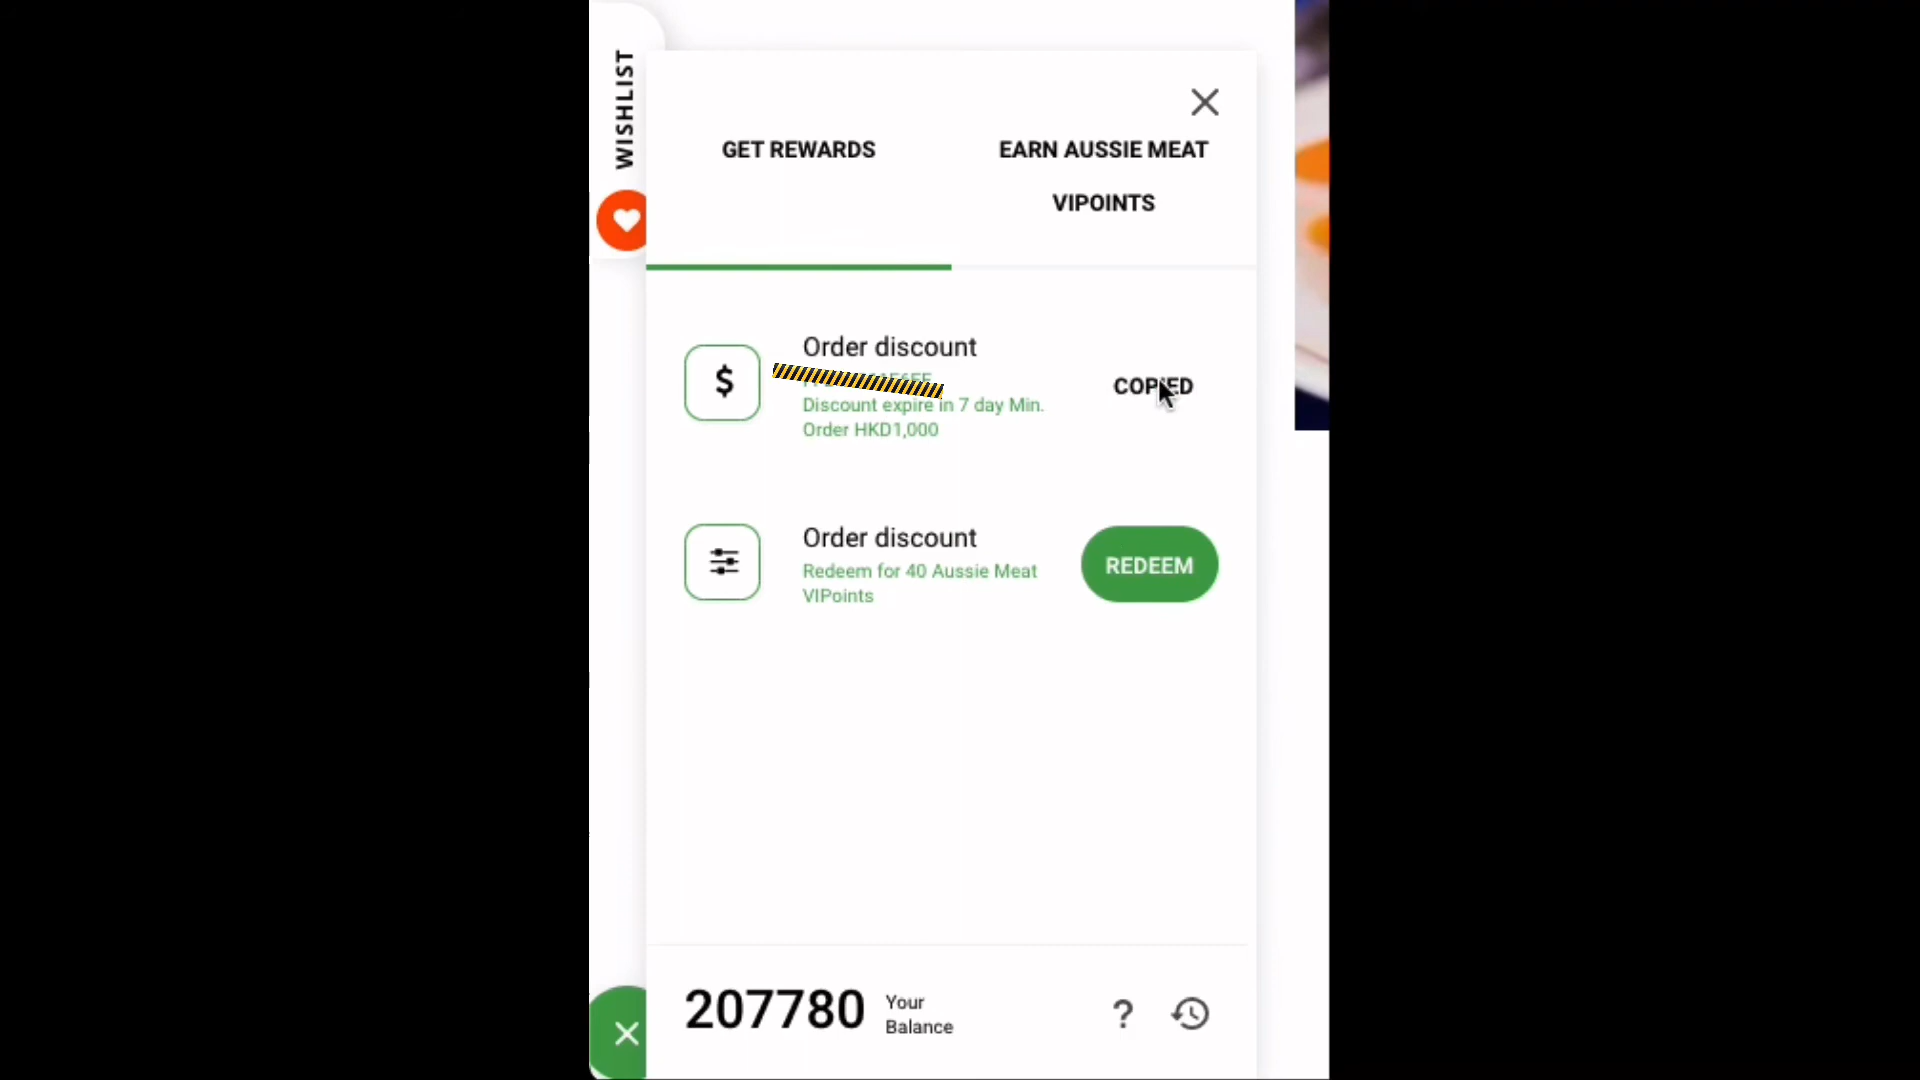 WISHLIST
GET REWARDS
EARN AUSSIE MEAT
VIPOINTS
Order discount
Discount expire in 7 day Min.
Order HKD1,000
COPIED
Order discount
Redeem for 40 Aussie Meat
VIPoints
REDEEM
207780
Your
Balance
?